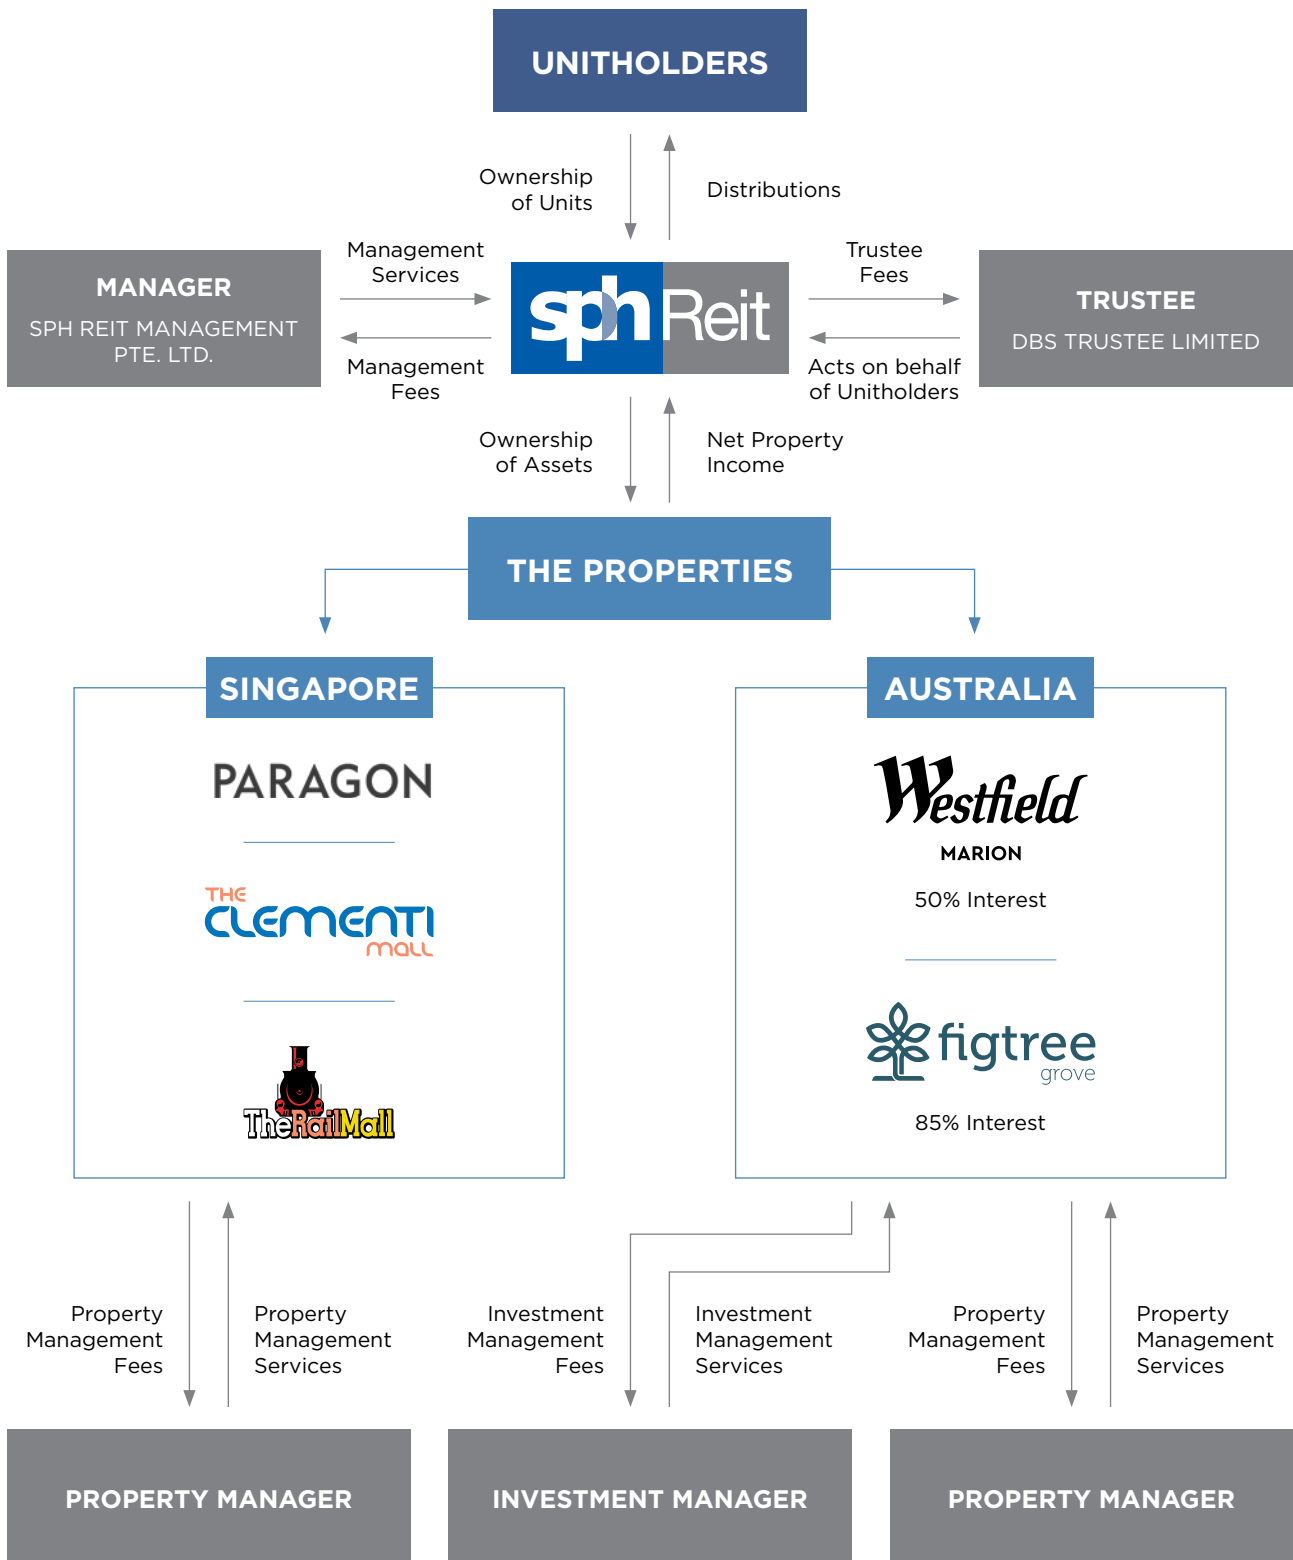 UNITHOLDERS
Ownership
of Units
Distributions
MANAGER
SPH REIT MANAGEMENT
PTE. LTD.
Management
Services
Management
Fees
sph Reit
Trustee
Fees
Acts on behalf
of Unitholders
TRUSTEE
DBS TRUSTEE LIMITED
Ownership
of Assets
Net Property
Income
THE PROPERTIES
SINGAPORE
PARAGON
THE
CLEMENTI
MALL
TheRailMall
AUSTRALIA
Westfield
MARION
50% Interest
figtree
grove
85% Interest
Property
Management
Fees
Property
Management
Services
Investment
Management
Fees
Investment
Management
Services
Property
Management
Fees
Property
Management
Services
PROPERTY MANAGER
INVESTMENT MANAGER
PROPERTY MANAGER